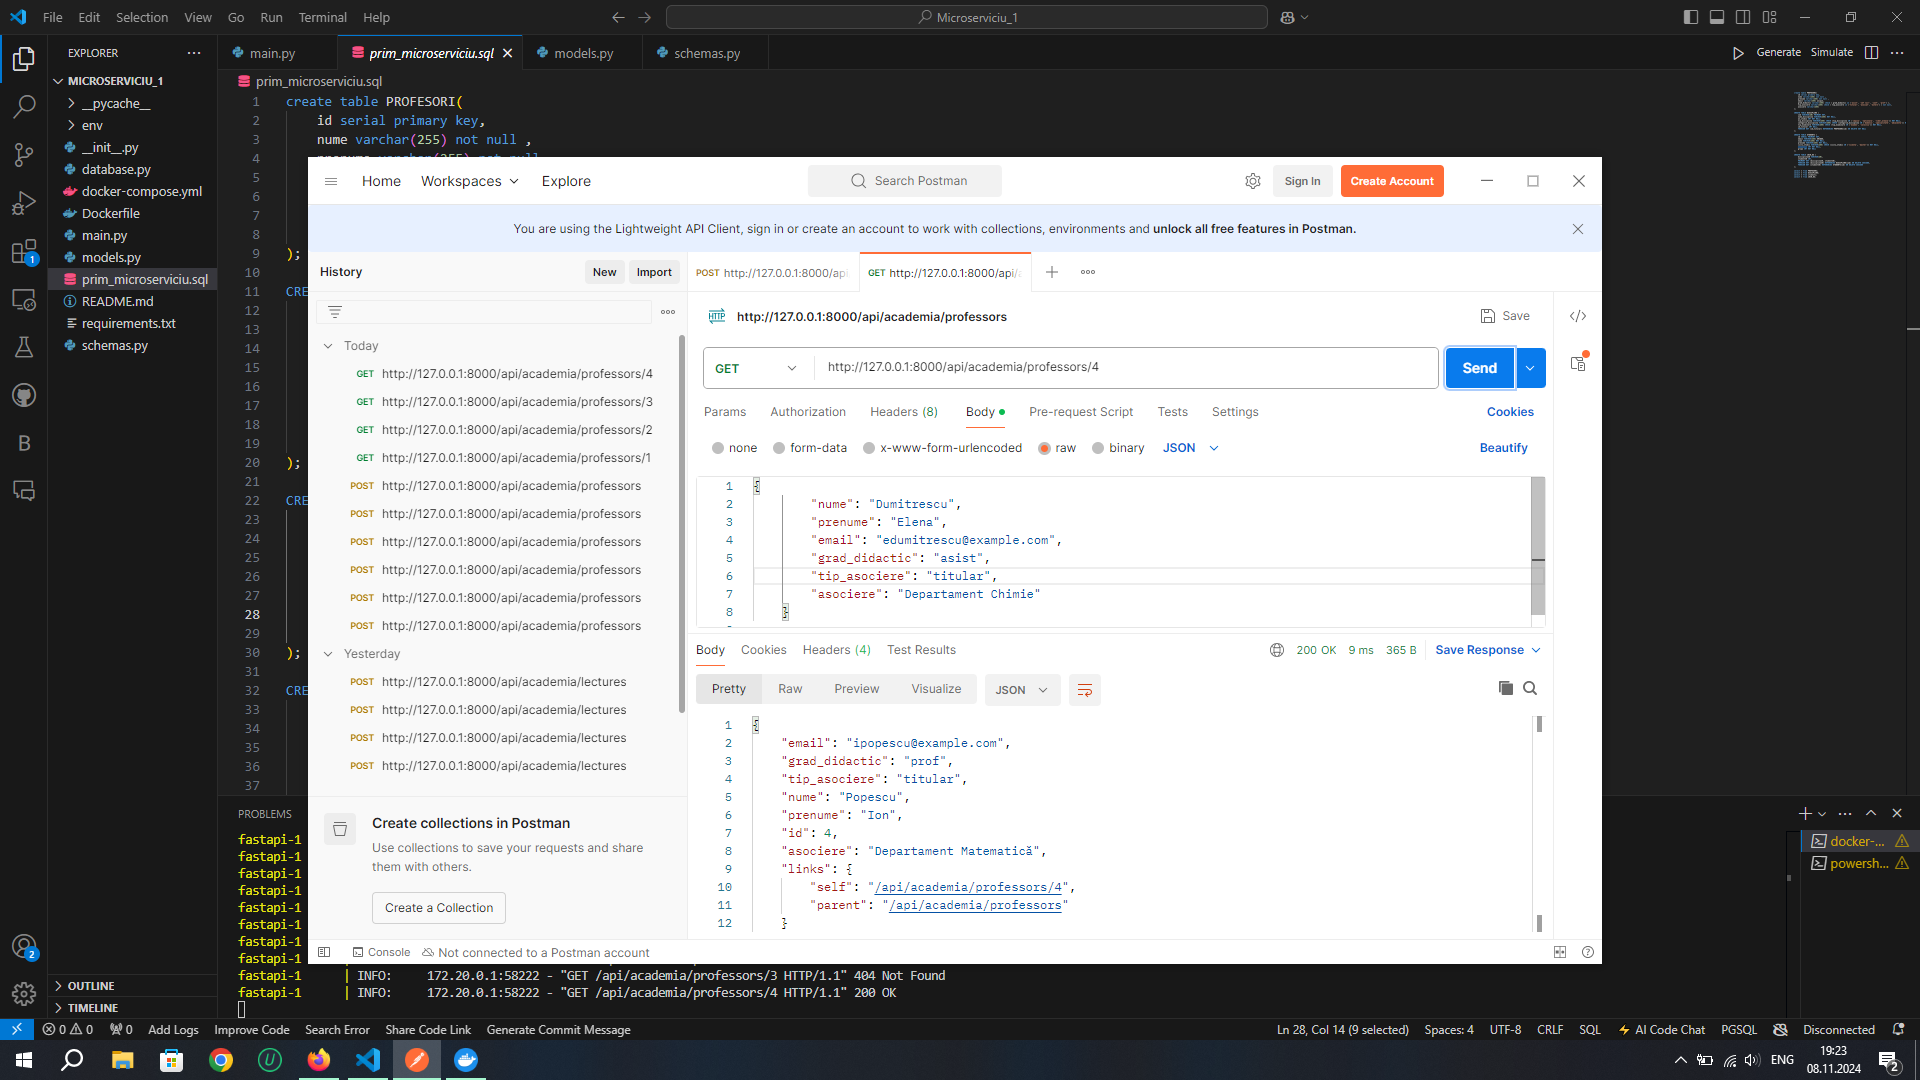 File Edit Selection View Go Run Terminal Help
Microserviciu_1
EXPLORER
MICROSERVICIU_1
__pycache__
env
__init__.py
database.py
docker-compose.yml
Dockerfile
main.py
models.py
prim_microserviciu.sql
README.md
requirements.txt
schemas.py
OUTLINE
TIMELINE
main.py
prim_microserviciu.sql
models.py
schemas.py
Generate Simulate
prim_microserviciu.sql
1 create table PROFESORI(
2 id serial primary key,
3 nume varchar(255) not null ,
4
5
6
7
8
9 );
10
11 CRE
12
13
14
15
16
17
18
19
20 );
21
22 CRE
23
24
25
26
27
28
29
30 );
31
32 CRE
33
34
35
36
37
Home Workspaces Explore
Search Postman
Sign In Create Account
You are using the Lightweight API Client, sign in or create an account to work with collections, environments and unlock all free features in Postman.
History New Import
Today
GET http://127.0.0.1:8000/api/academia/professors/4
GET http://127.0.0.1:8000/api/academia/professors/3
GET http://127.0.0.1:8000/api/academia/professors/2
GET http://127.0.0.1:8000/api/academia/professors/1
POST http://127.0.0.1:8000/api/academia/professors
POST http://127.0.0.1:8000/api/academia/professors
POST http://127.0.0.1:8000/api/academia/professors
POST http://127.0.0.1:8000/api/academia/professors
POST http://127.0.0.1:8000/api/academia/professors
POST http://127.0.0.1:8000/api/academia/professors
Yesterday
POST http://127.0.0.1:8000/api/academia/lectures
POST http://127.0.0.1:8000/api/academia/lectures
POST http://127.0.0.1:8000/api/academia/lectures
POST http://127.0.0.1:8000/api/academia/lectures
Create collections in Postman
Use collections to save your requests and share
them with others.
Create a Collection
POST http://127.0.0.1:8000/api
GET http://127.0.0.1:8000/api/
HTTP http://127.0.0.1:8000/api/academia/professors
Save
GET http://127.0.0.1:8000/api/academia/professors/4
Send
Params Authorization Headers (8) Body Pre-request Script Tests Settings Cookies
none form-data x-www-form-urlencoded raw binary JSON Beautify
1 {
2 "nume": "Dumitrescu",
3 "prenume": "Elena",
4 "email": "edumitrescu@example.com",
5 "grad_didactic": "asist",
6 "tip_asociere": "titular",
7 "asociere": "Departament Chimie"
8 }
Body Cookies Headers (4) Test Results
200 OK 9 ms 365 B Save Response
Pretty Raw Preview Visualize JSON
1 {
2 "email": "ipopescu@example.com",
3 "grad_didactic": "prof",
4 "tip_asociere": "titular",
5 "nume": "Popescu",
6 "prenume": "Ion",
7 "id": 4,
8 "asociere": "Departament Matematică",
9 "links": {
10 "self": "/api/academia/professors/4",
11 "parent": "/api/academia/professors"
12 }
Console Not connected to a Postman account
PROBLEMS
fastapi-1
fastapi-1
fastapi-1
fastapi-1
fastapi-1
fastapi-1
fastapi-1
fastapi-1
fastapi-1 | INFO: 172.20.0.1:58222 - "GET /api/academia/professors/3 HTTP/1.1" 404 Not Found
fastapi-1 | INFO: 172.20.0.1:58222 - "GET /api/academia/professors/4 HTTP/1.1" 200 OK
docker-...
powersh...
0 0 0 Add Logs Improve Code Search Error Share Code Link Generate Commit Message
Ln 28, Col 14 (9 selected) Spaces: 4 UTF-8 CRLF SQL AI Code Chat PGSQL Disconnected
ENG
19:23
08.11.2024
2